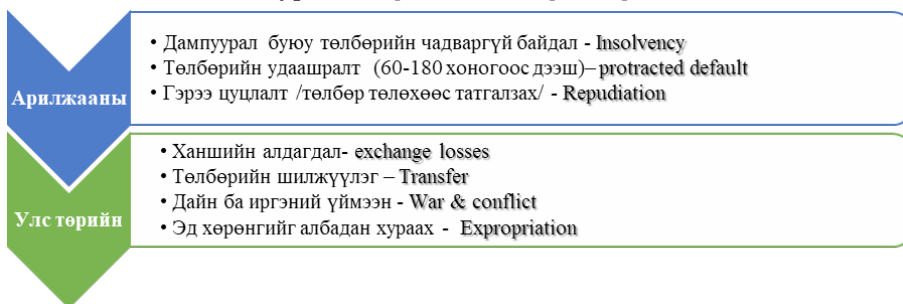 Арилжааны
• Дампуурал буюу төлбөрийн чадваргүй байдал - Insolvency
• Төлбөрийн удаашралт (60-180 хоногоос дээш)– protracted default
• Гэрээ цуцлалт /төлбөр төлөхөөс татгалзах/ - Repudiation
Улс төрийн
• Ханшийн алдагдал- exchange losses
• Төлбөрийн шилжүүлэг – Transfer
• Дайн ба иргэний үймээн - War & conflict
• Эд хөрөнгийг албадан хураах - Expropriation